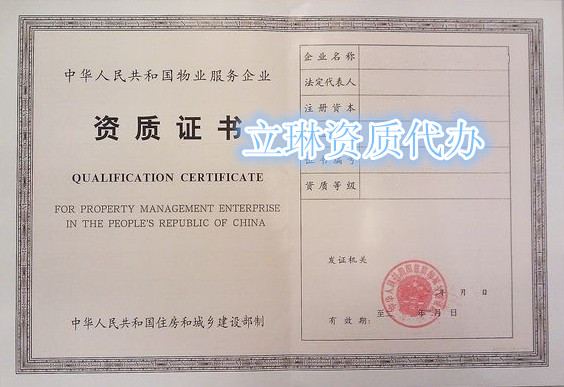 中华人民共和国物业服务企业
资质证书
QUALIFICATION CERTIFICATE
FOR PROPERTY MANAGEMENT ENTERPRISE
IN THE PEOPLE'S REPUBLIC OF CHINA
中华人民共和国住房和城乡建设部制
企业名称
法定代表人
注册资本
立琳资质代办
证书编号
资质等级
发证机关
年 月 日
有效期: 至 年 月 日